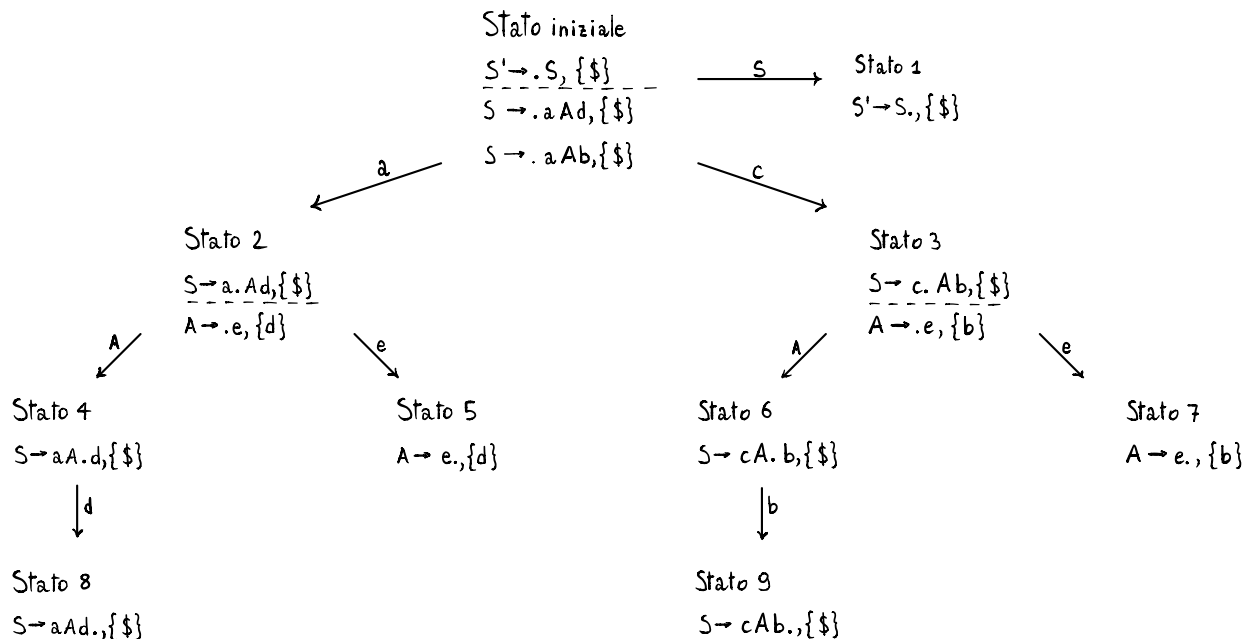 Stato iniziale
S'→.S, {$}
S →.aAd,{$}
S →. aAb,{$}
S
Stato 1
S'→S.,{$}
a
c
Stato 2
S→a.Ad,{$}
A→.e,{d}
Stato 3
S→ c.Ab,{$}
A→.e,{b}
A
e
A
e
Stato 4
S→aA.d,{$}
Stato 5
A→ e.,{d}
Stato 6
S→ cA.b,{$}
Stato 7
A→e., {b}
d
b
Stato 8
S→aAd.,{$}
Stato 9
S→cAb.,{$}